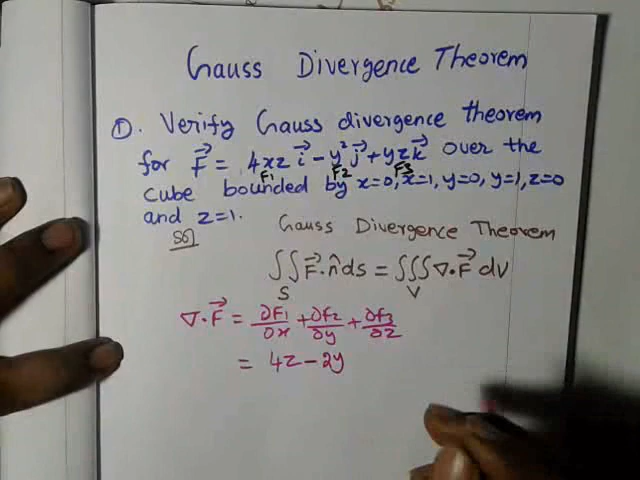 Gauss Divergence Theorem
①. Verify Gauss divergence theorem
for F⃗ = 4xz i⃗ - y² j⃗ + yz k⃗ over the
F1 F2 F3
cube bounded by x=0, x=1, y=0, y=1, z=0
and z=1. Gauss Divergence Theorem
Sol
∬_S F⃗·n̂ ds = ∭_V ∇·F⃗ dV
∇·F⃗ = ∂F1/∂x + ∂f2/∂y + ∂f3/∂z
= 4z - 2y